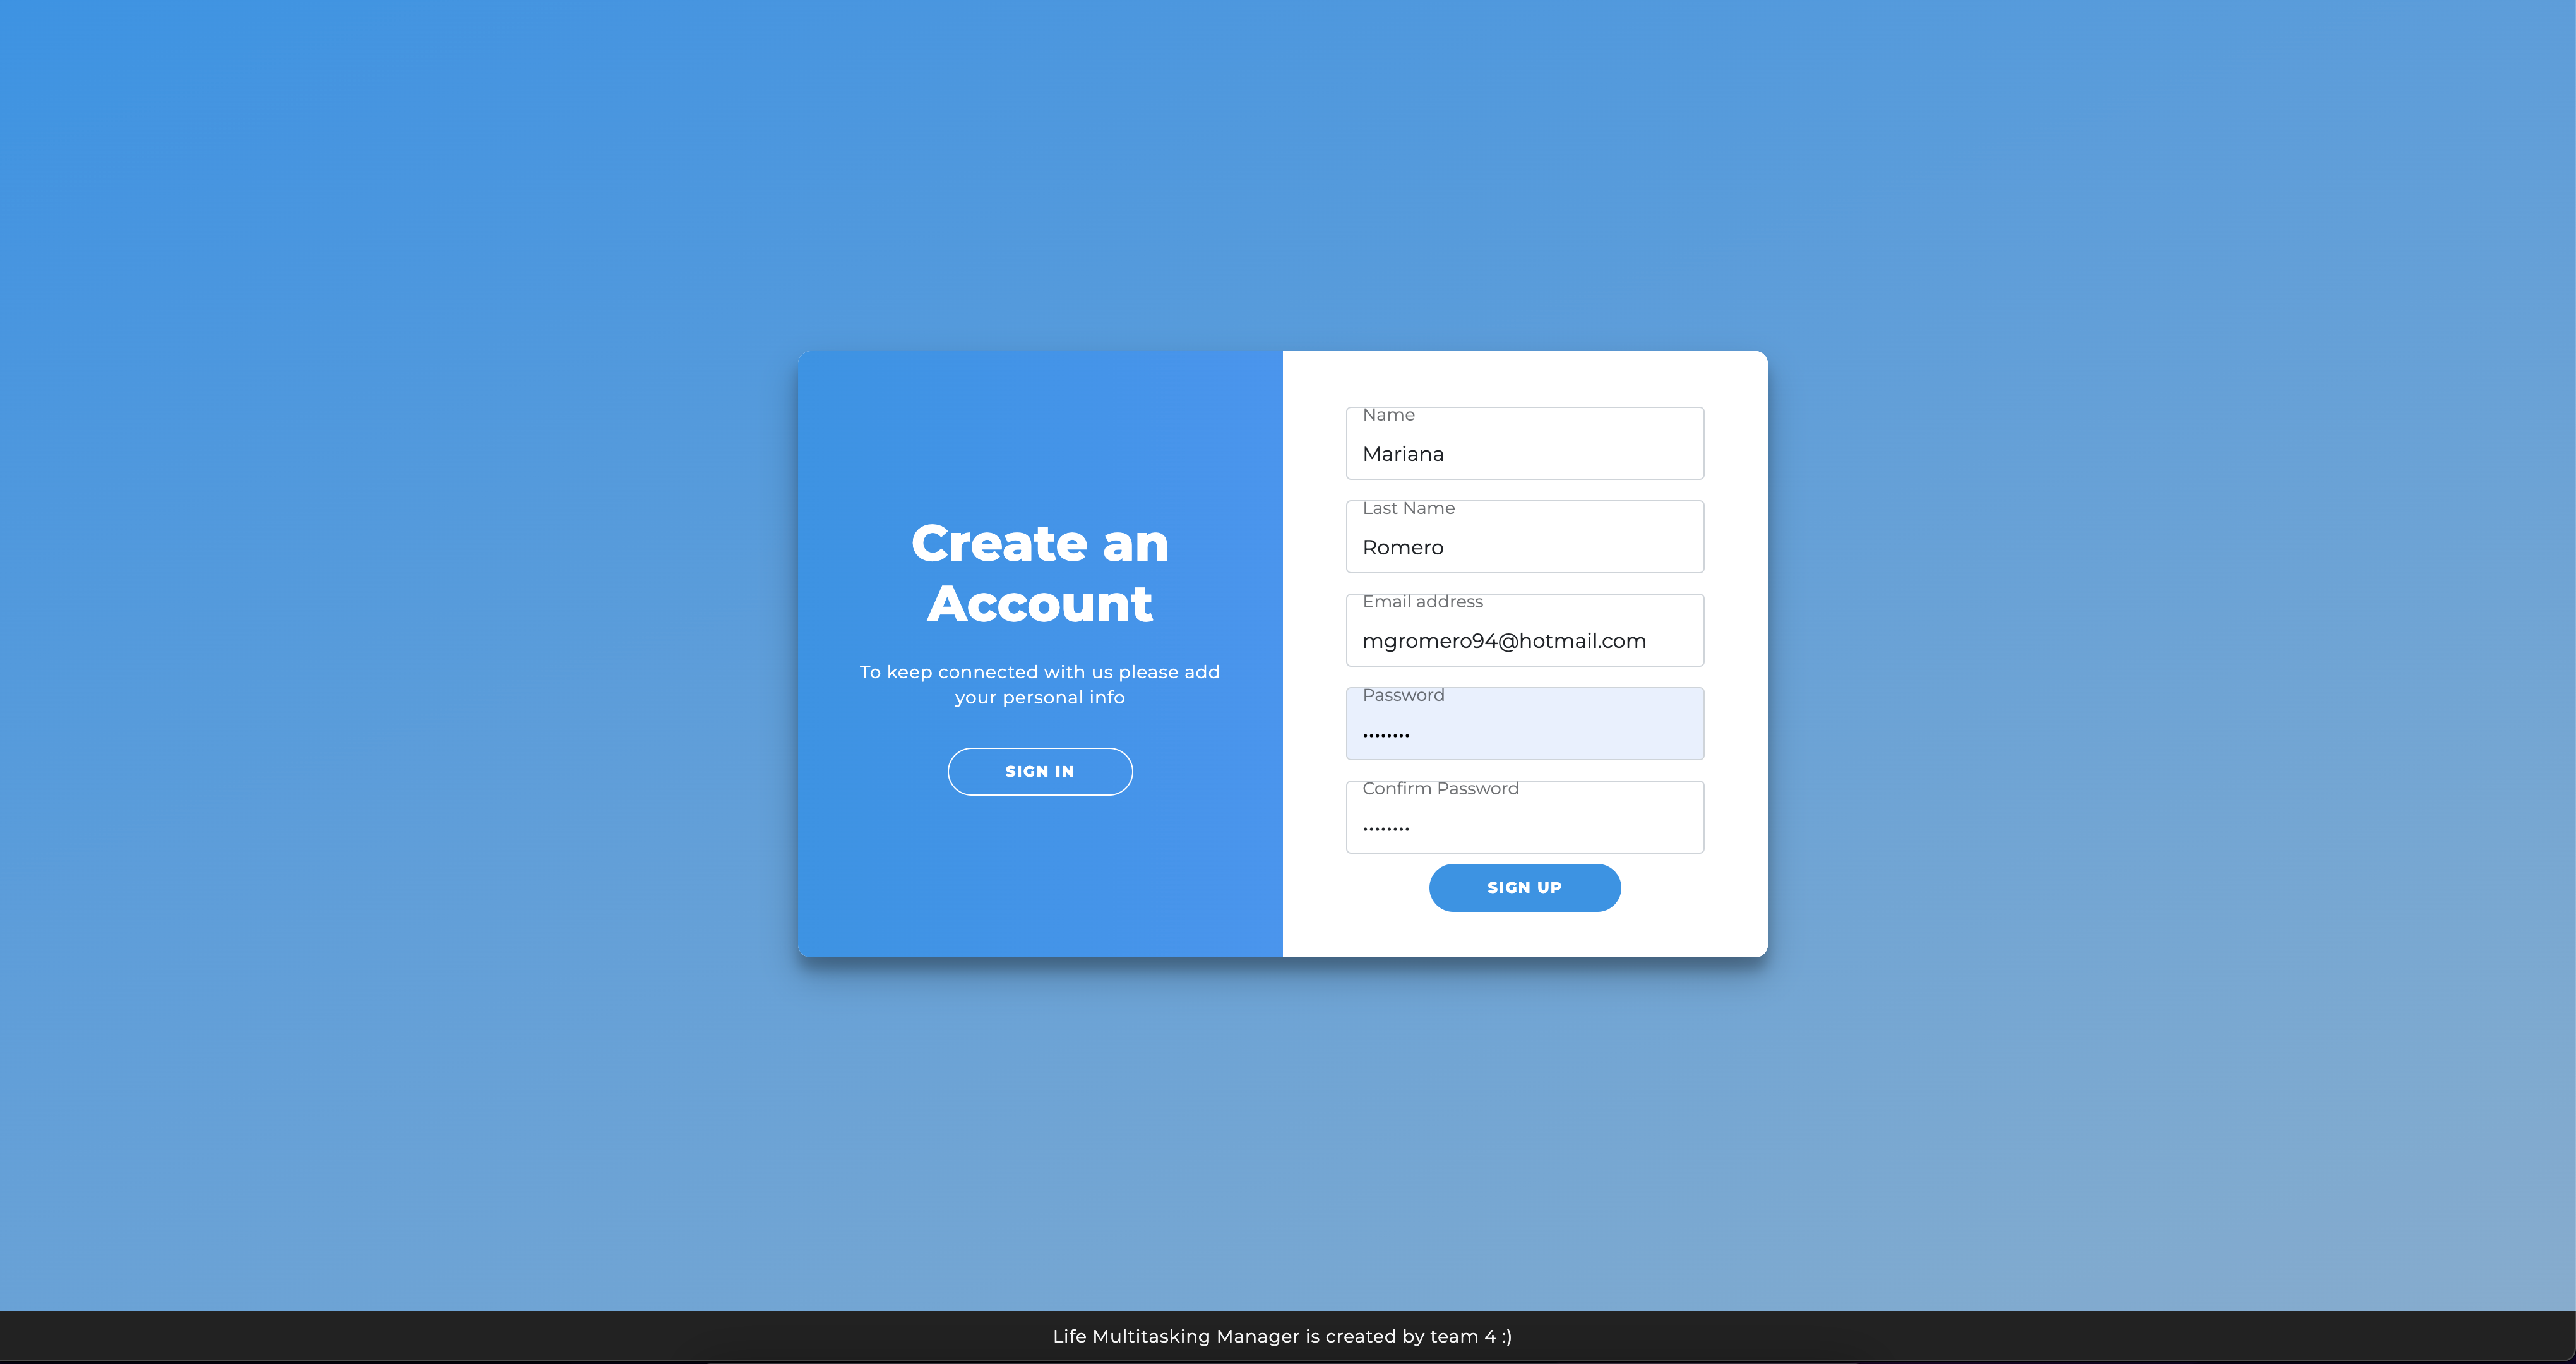 Create an
Account
To keep connected with us please add
your personal info
SIGN IN
Name
Mariana
Last Name
Romero
Email address
mgromero94@hotmail.com
Password
••••••••
Confirm Password
••••••••
SIGN UP
Life Multitasking Manager is created by team 4 :)